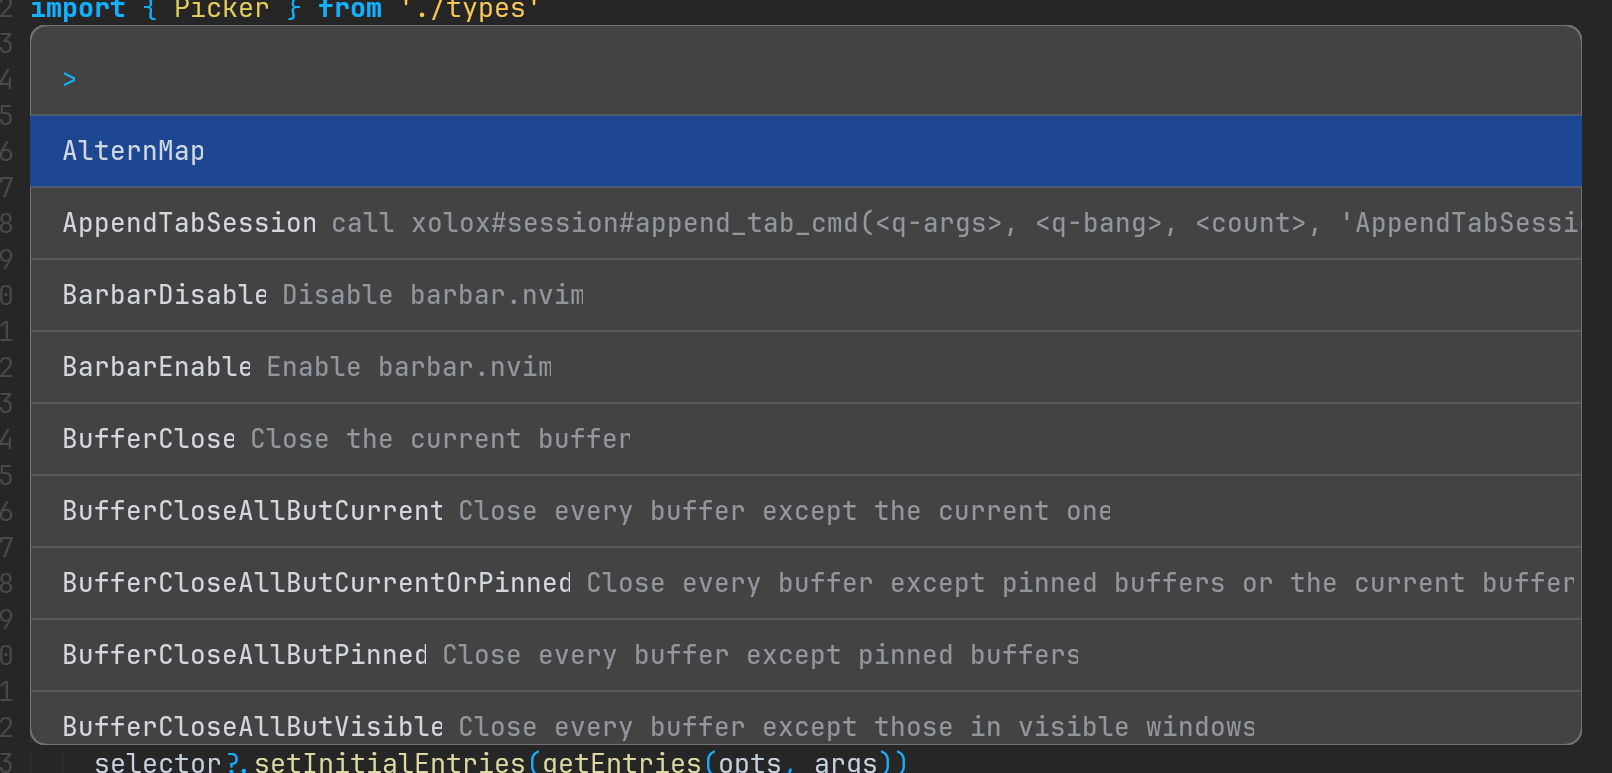 2 import { Picker } from './types'
3
4 >
5
6 AlternMap
7
8 AppendTabSession call xolox#session#append_tab_cmd(<q-args>, <q-bang>, <count>, 'AppendTabSessi
9
0 BarbarDisable Disable barbar.nvim
1
2 BarbarEnable Enable barbar.nvim
3
4 BufferClose Close the current buffer
5
6 BufferCloseAllButCurrent Close every buffer except the current one
7
8 BufferCloseAllButCurrentOrPinned Close every buffer except pinned buffers or the current buffer
9
0 BufferCloseAllButPinned Close every buffer except pinned buffers
1
2 BufferCloseAllButVisible Close every buffer except those in visible windows
3 selector?.setInitialEntries(getEntries(opts, args))